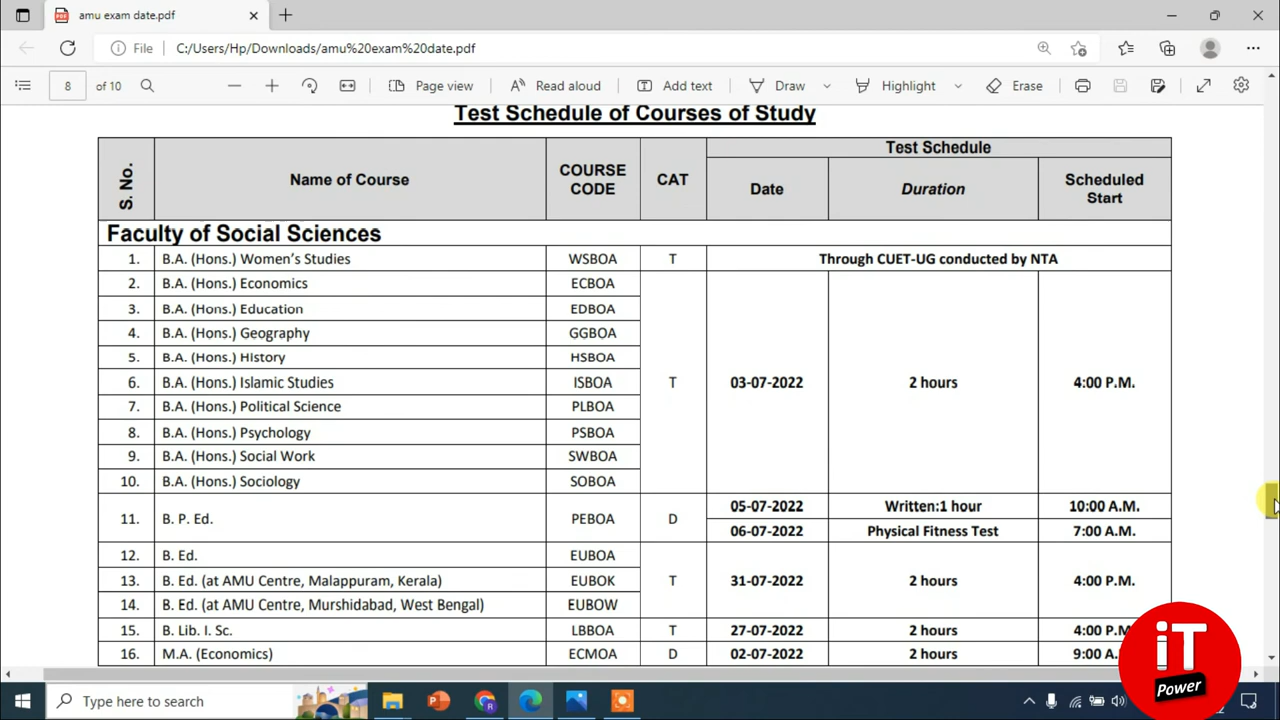 amu exam date.pdf
File
C:/Users/Hp/Downloads/amu%20exam%20date.pdf
8 of 10
Page view
Read aloud
Add text
Draw
Highlight
Erase
Test Schedule of Courses of Study
S. No. Name of Course COURSE CODE CAT Test Schedule
Date Duration Scheduled Start
Faculty of Social Sciences
1. B.A. (Hons.) Women's Studies WSBOA T Through CUET-UG conducted by NTA
2. B.A. (Hons.) Economics ECBOA
3. B.A. (Hons.) Education EDBOA
4. B.A. (Hons.) Geography GGBOA
5. B.A. (Hons.) History HSBOA
6. B.A. (Hons.) Islamic Studies ISBOA T 03-07-2022 2 hours 4:00 P.M.
7. B.A. (Hons.) Political Science PLBOA
8. B.A. (Hons.) Psychology PSBOA
9. B.A. (Hons.) Social Work SWBOA
10. B.A. (Hons.) Sociology SOBOA
11. B. P. Ed. PEBOA D 05-07-2022 Written:1 hour 10:00 A.M.
06-07-2022 Physical Fitness Test 7:00 A.M.
12. B. Ed. EUBOA
13. B. Ed. (at AMU Centre, Malappuram, Kerala) EUBOK T 31-07-2022 2 hours 4:00 P.M.
14. B. Ed. (at AMU Centre, Murshidabad, West Bengal) EUBOW
15. B. Lib. I. Sc. LBBOA T 27-07-2022 2 hours 4:00 P.M.
16. M.A. (Economics) ECMOA D 02-07-2022 2 hours 9:00 A.
iT
Power
Type here to search